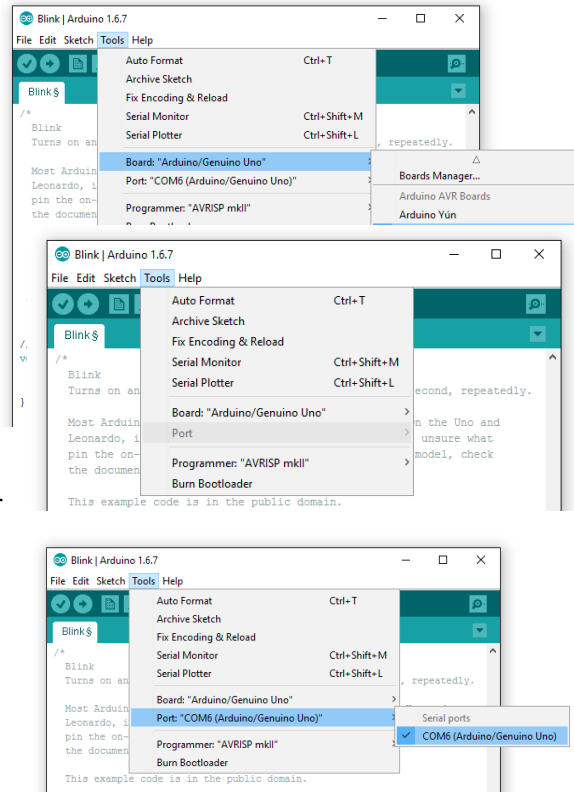 Blink | Arduino 1.6.7
File Edit Sketch Tools Help
Auto Format Ctrl+T
Archive Sketch
Fix Encoding & Reload
Serial Monitor Ctrl+Shift+M
Serial Plotter Ctrl+Shift+L
Board: "Arduino/Genuino Uno"
Port: "COM6 (Arduino/Genuino Uno)"
Programmer: "AVRISP mkII"
Boards Manager...
Arduino AVR Boards
Arduino Yún
Blink§
/*
Blink
Turns on an , repeatedly.
Most Arduin
Leonardo, i
pin the on-
the documen
//
}
Blink | Arduino 1.6.7
File Edit Sketch Tools Help
Auto Format Ctrl+T
Archive Sketch
Fix Encoding & Reload
Serial Monitor Ctrl+Shift+M
Serial Plotter Ctrl+Shift+L
Board: "Arduino/Genuino Uno"
Port
Programmer: "AVRISP mkII"
Burn Bootloader
Blink§
/*
Blink
Turns on an econd, repeatedly.
Most Arduin n the Uno and
Leonardo, i unsure what
pin the on- model, check
the documen
This example code is in the public domain.
Blink | Arduino 1.6.7
File Edit Sketch Tools Help
Auto Format Ctrl+T
Archive Sketch
Fix Encoding & Reload
Serial Monitor Ctrl+Shift+M
Serial Plotter Ctrl+Shift+L
Board: "Arduino/Genuino Uno"
Port: "COM6 (Arduino/Genuino Uno)"
Programmer: "AVRISP mkII"
Burn Bootloader
Serial ports
COM6 (Arduino/Genuino Uno)
Blink§
/*
Blink
Turns on an , repeatedly.
Most Arduin
Leonardo, i
pin the on-
the documen
This example code is in the public domain.